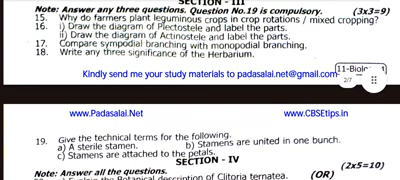 SECTION - III
Note: Answer any three questions. Question No.19 is compulsory. (3x3=9)
15. Why do farmers plant leguminous crops in crop rotations / mixed cropping?
16. i) Draw the diagram of Plectostele and label the parts.
ii) Draw the diagram of Actinostele and label the parts.
17. Compare sympodial branching with monopodial branching.
18. Write any three significance of the Herbarium.
Kindly send me your study materials to padasalai.net@gmail.com
2/7
www.Padasalai.Net www.CBSEtips.in
19. Give the technical terms for the following.
a) A sterile stamen. b) Stamens are united in one bunch.
c) Stamens are attached to the petals.
SECTION - IV
Note: Answer all the questions. (2x5=10)
Explain the Botanical description of Clitoria ternatea. (OR)